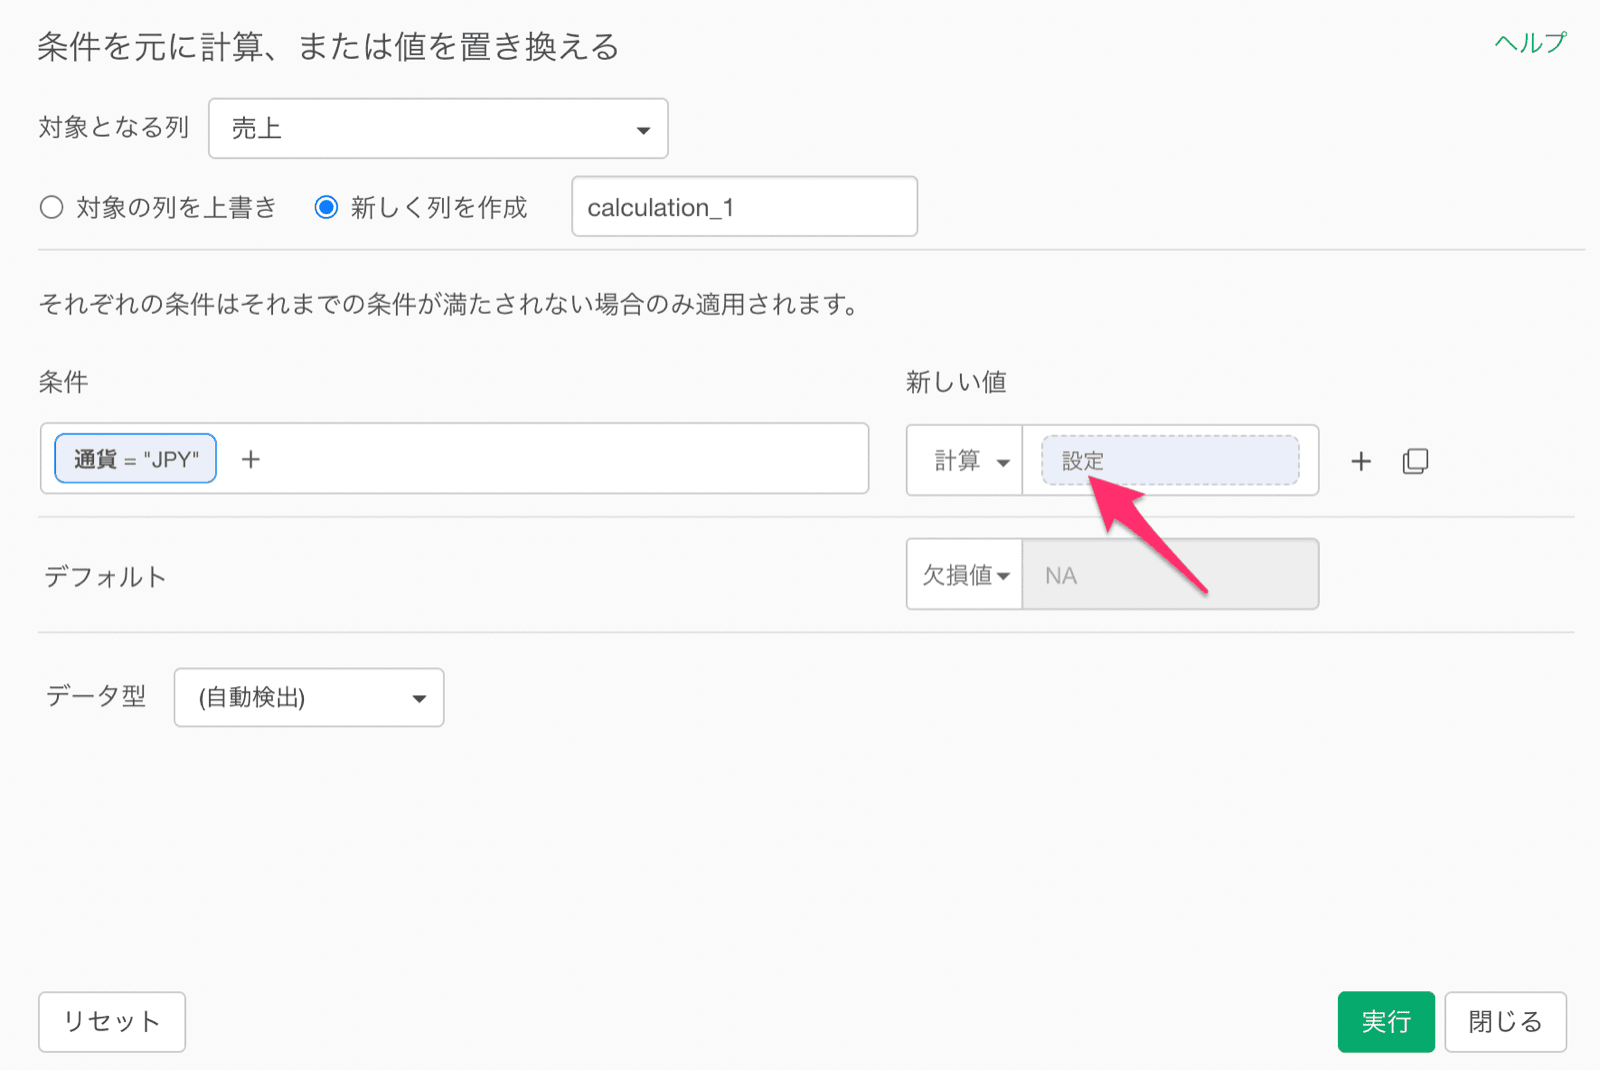 条件を元に計算、または値を置き換える
ヘルプ
対象となる列
売上
対象の列を上書き
新しく列を作成
calculation_1
それぞれの条件はそれまでの条件が満たされない場合のみ適用されます。
条件
新しい値
通貨 = "JPY"
+
計算
設定
+
デフォルト
欠損値
NA
データ型
(自動検出)
リセット
実行
閉じる